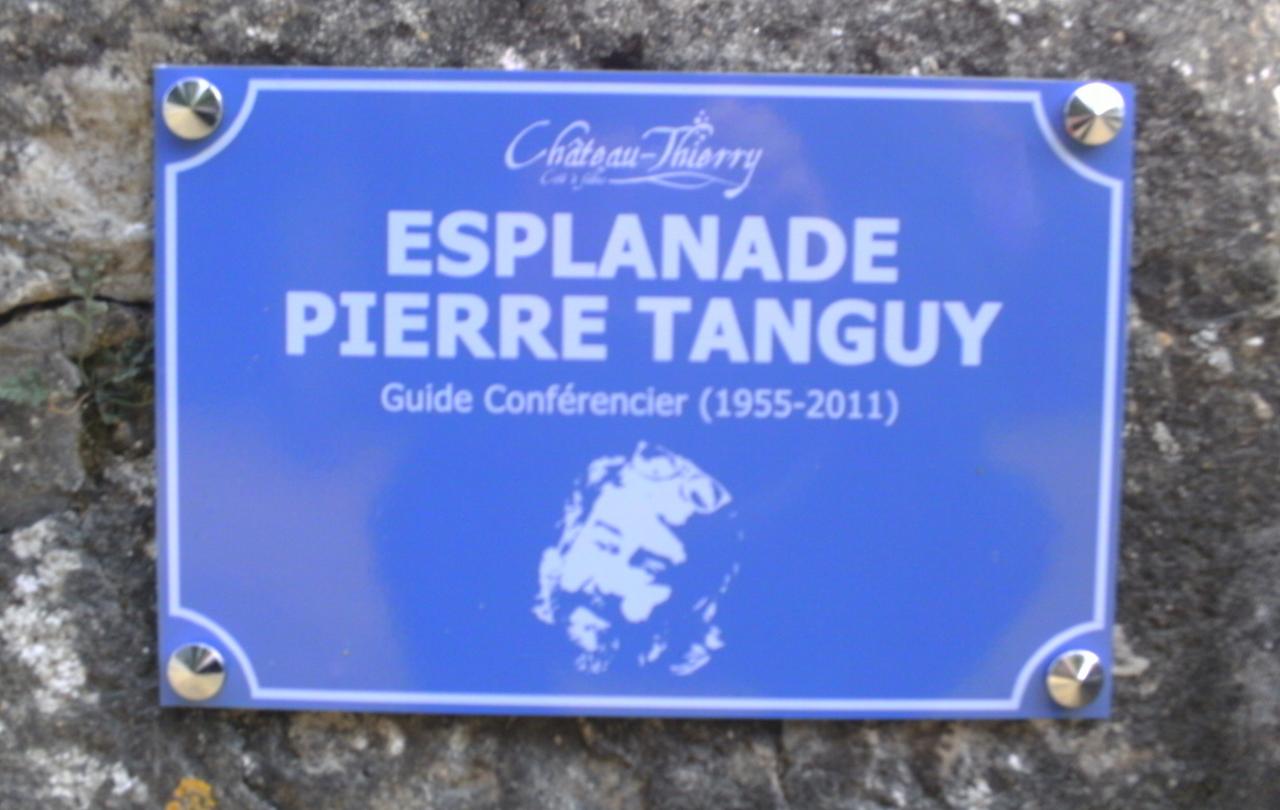 Château-Thierry
ESPLANADE
PIERRE TANGUY
Guide Conférencier (1955-2011)